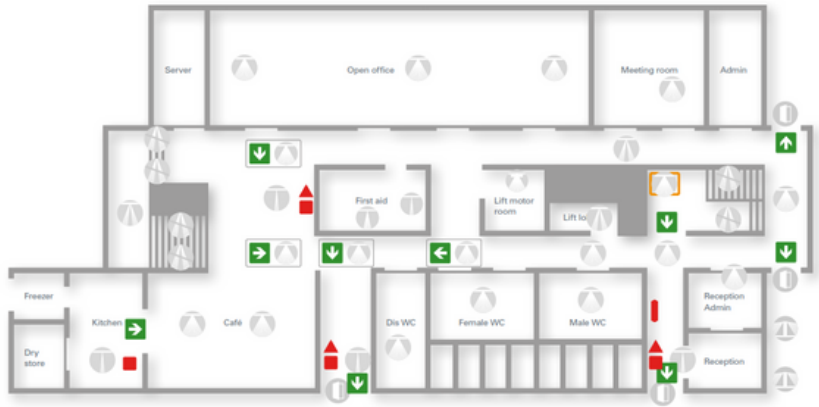 Server
Open office
Meeting room
Admin
First aid
Lift motor
room
Lift lo
Freezer
Kitchen
Café
Dis WC
Female WC
Male WC
Reception
Admin
Dry
store
Reception